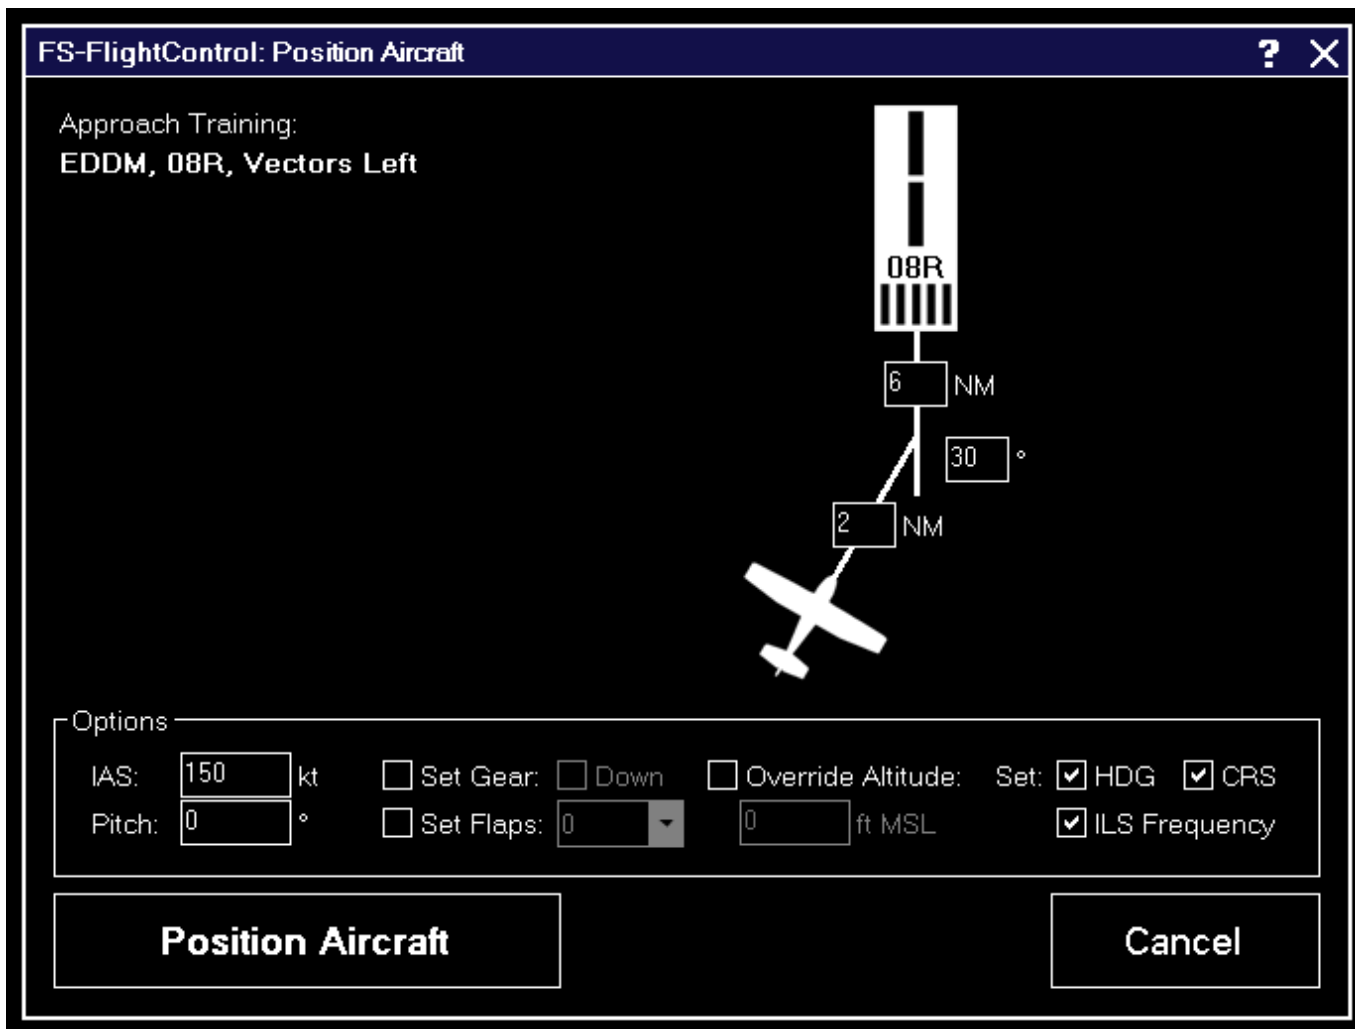 FS-FlightControl: Position Aircraft ?
Approach Training:
EDDM, 08R, Vectors Left
08R
6 NM
30 °
2 NM
Options
IAS: 150 kt Set Gear: Down Override Altitude: Set: HDG CRS
Pitch: 0 ° Set Flaps: 0 0 ft MSL ILS Frequency
Position Aircraft Cancel